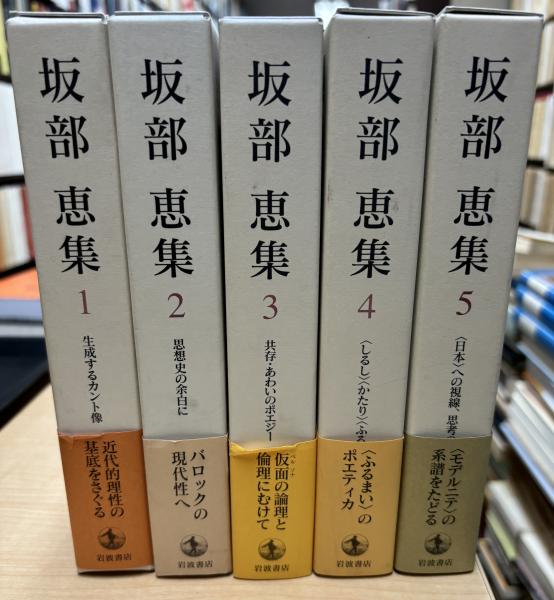 坂部 恵集
1
生成するカント像
近代的理性の
基底をさぐる
岩波書店
坂部 恵集
2
思想史の余白に
バロックの
現代性へ
岩波書店
坂部 恵集
3
共存・あわいのポエジー
仮面の論理と
倫理にむけて
岩波書店
坂部 恵集
4
〈しるし〉〈かたり〉〈ふる
〈ふるまい〉の
ポエティカ
岩波書店
坂部 恵集
5
〈日本〉への視線、思考
〈モデルニテ〉の
系譜をたどる
岩波書店